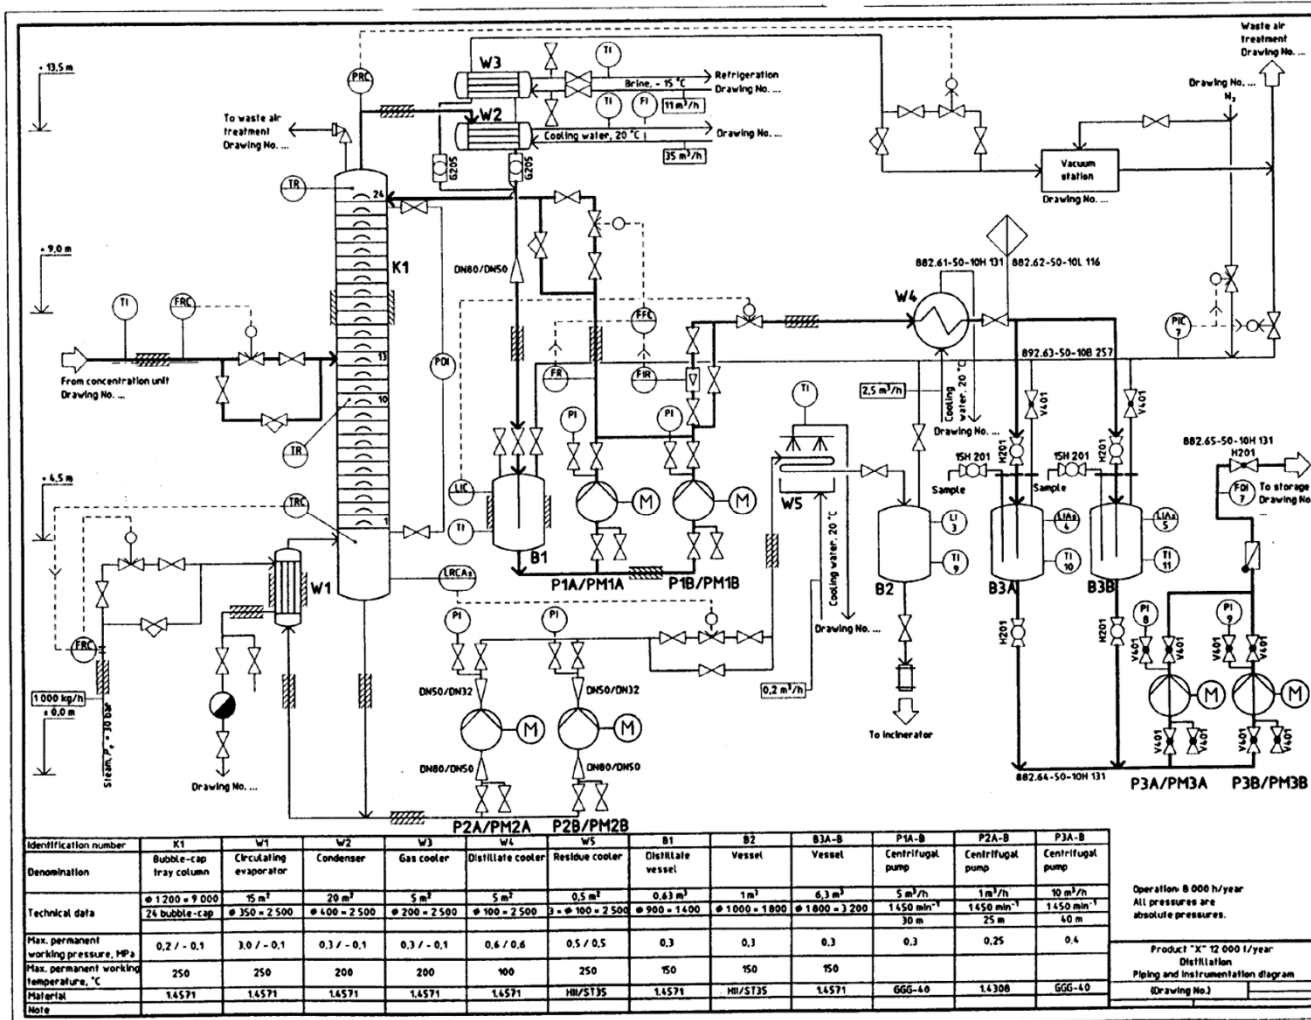 Waste air
treatment
Drawing No. ...
+ 13,5 m
PRC
W3
TI
Refrigeration
Brine, - 15 °C
Drawing No. ...
11 m³/h
Drawing No. ...
N₂
To waste air
treatment
Drawing No. ...
W2
TI
FI
Cooling water, 20 °C
Drawing No. ...
35 m³/h
G205
G205
Vacuum
station
Drawing No. ...
TR
24
+ 9,0 m
K1
DN80/DN50
882.61-50-10H 131
882.62-50-10L 116
W4
TI
FRC
FFC
PIC
7
13
PDI
From concentration unit
Drawing No. ...
892.63-50-10B 257
FR
FIR
2,5 m³/h
Cooling
water, 20 °C
Drawing No. ...
TI
10
TR
PI
PI
V401
V401
H201
H201
882.65-50-10H 131
H201
+ 4,5 m
TRC
LIC
TI
1
15H 201
Sample
15H 201
Sample
W5
FDI
7
To storage
Drawing No.
...
B1
LI
3
TI
9
LIAs
4
TI
10
LIAs
5
TI
11
W1
LRCAs
P1A/PM1A
P1B/PM1B
Cooling water, 20 °C
B2
B3A
B3B
Drawing No. ...
FRC
PI
PI
H201
H201
PI
8
PI
9
V401
V401
V401
V401
1 000 kg/h
± 0,0 m
Steam, Pₑ = 30 bar
DN50/DN32
DN50/DN32
0,2 m³/h
M
M
M
M
M
M
To incinerator
DN80/DN50
DN80/DN50
V401
V401
V401
V401
Drawing No. ...
882.64-50-10H 131
P3A/PM3A
P3B/PM3B
P2A/PM2A
P2B/PM2B
Identification number K1 W1 W2 W3 W4 W5 B1 B2 B3A-B P1A-B P2A-B P3A-B
Denomination Bubble-cap tray column Circulating evaporator Condenser Gas cooler Distillate cooler Residue cooler Distillate vessel Vessel Vessel Centrifugal pump Centrifugal pump Centrifugal pump
Technical data ø 1 200 × 9 000 15 m² 20 m² 5 m² 5 m² 0,5 m² 0,63 m³ 1 m³ 6,3 m³ 5 m³/h 1 m³/h 10 m³/h
24 bubble-cap ø 350 × 2 500 ø 400 × 2 500 ø 200 × 2 500 ø 100 × 2 500 3 × ø 100 × 2 500 ø 900 × 1 400 ø 1 000 × 1 800 ø 1 800 × 3 200 1 450 min⁻¹ 1 450 min⁻¹ 1 450 min⁻¹
30 m 25 m 40 m
Max. permanent working pressure, MPa 0,2 / - 0,1 3,0 / - 0,1 0,3 / - 0,1 0,3 / - 0,1 0,6 / 0,6 0,5 / 0,5 0,3 0,3 0,3 0,3 0,25 0,4
Max. permanent working temperature, °C 250 250 200 200 100 250 150 150 150
Material 1.4571 1.4571 1.4571 1.4571 1.4571 HII/ST35 1.4571 HII/ST35 1.4571 GGG-40 1.4308 GGG-40
Note
Operation: 8 000 h/year
All pressures are
absolute pressures.
Product "X" 12 000 t/year
Distillation
Piping and instrumentation diagram
(Drawing No.)